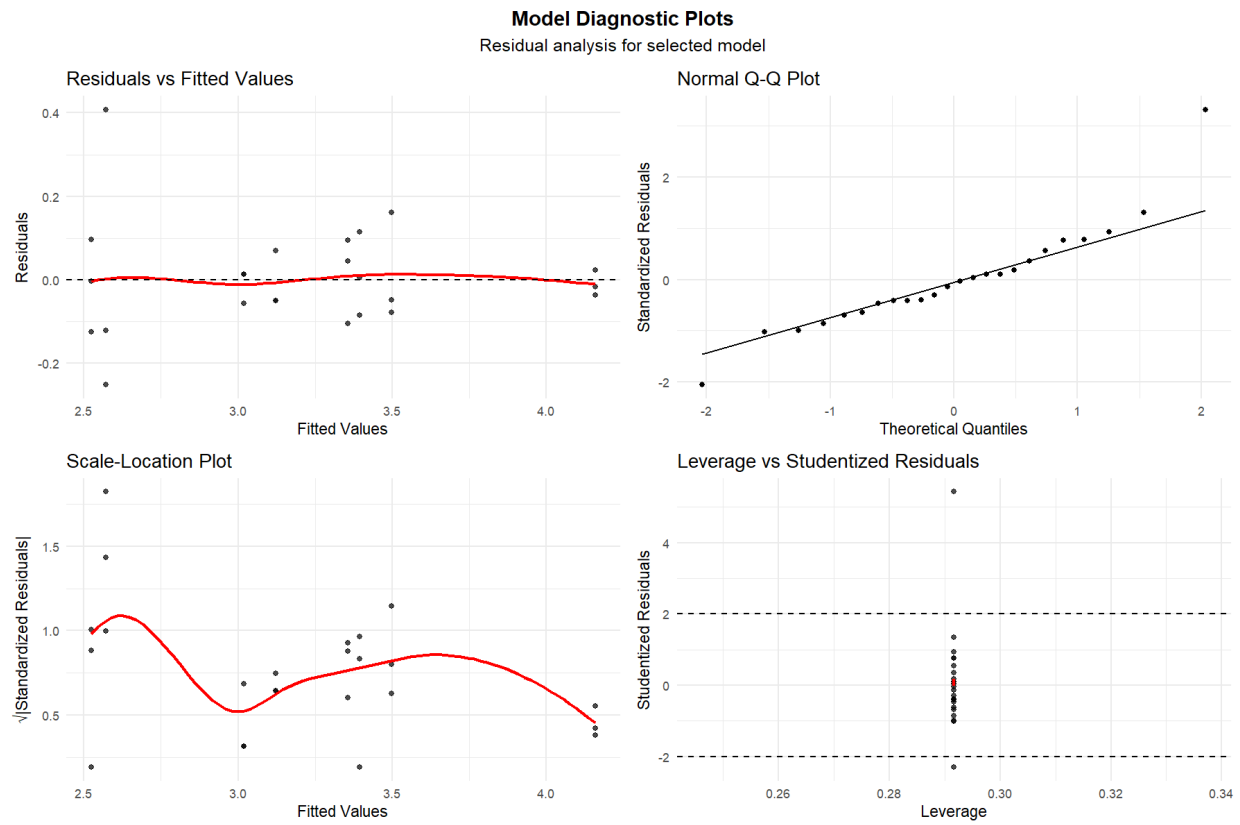 Model Diagnostic Plots
Residual analysis for selected model
Residuals vs Fitted Values
0.4
0.2
0.0
-0.2
Residuals
2.5 3.0 3.5 4.0
Fitted Values
Normal Q-Q Plot
2
0
-2
Standardized Residuals
-2 -1 0 1 2
Theoretical Quantiles
Scale-Location Plot
1.5
1.0
0.5
√|Standardized Residuals|
2.5 3.0 3.5 4.0
Fitted Values
Leverage vs Studentized Residuals
4
2
0
-2
Studentized Residuals
0.26 0.28 0.30 0.32 0.34
Leverage